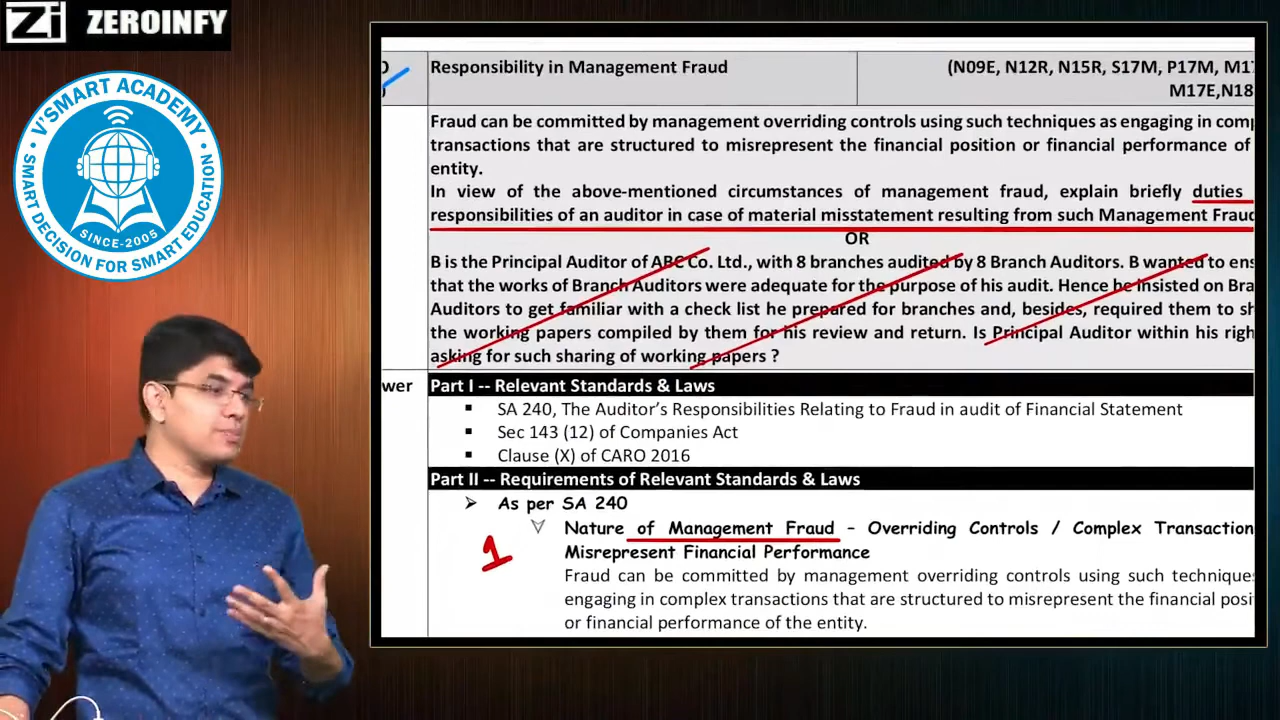 Zi ZEROINFY
V'SMART ACADEMY
SMART DECISION FOR SMART EDUCATION
SINCE-2005
Responsibility in Management Fraud
(N09E, N12R, N15R, S17M, P17M, M17
M17E,N18
Fraud can be committed by management overriding controls using such techniques as engaging in
transactions that are structured to misrepresent the financial position or financial performance of
entity.
In view of the above-mentioned circumstances of management fraud, explain briefly duties
responsibilities of an auditor in case of material misstatement resulting from such Management
OR
B is the Principal Auditor of ABC Co. Ltd., with 8 branches audited by 8 Branch Auditors. B wanted to
that the works of Branch Auditors were adequate for the purpose of his audit. Hence he insisted on
Auditors to get familiar with a check list he prepared for branches and, besides, required them to
the working papers compiled by them for his review and return. Is Principal Auditor within his
asking for such sharing of working papers ?
wer
Part I -- Relevant Standards & Laws
▪ SA 240, The Auditor's Responsibilities Relating to Fraud in audit of Financial Statement
▪ Sec 143 (12) of Companies Act
▪ Clause (X) of CARO 2016
Part II -- Requirements of Relevant Standards & Laws
As per SA 240
1
Nature of Management Fraud – Overriding Controls / Complex
Misrepresent Financial Performance
Fraud can be committed by management overriding controls using such
engaging in complex transactions that are structured to misrepresent the financial
or financial performance of the entity.